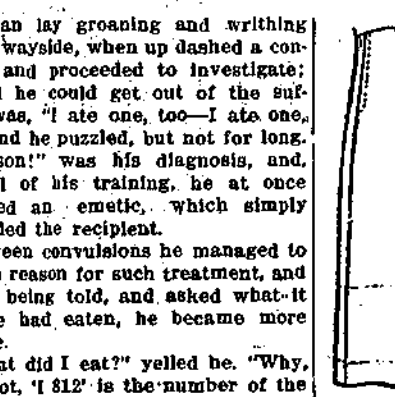 an lay groaning and writhing
wayside, when up dashed a con-
and proceeded to investigate;
he could get out of the suf-
was, "I ate one, too—I ate one,
nd he puzzled, but not for long.
son!" was his diagnosis, and,
l of his training, he at once
ed an emetic, which simply
ded the recipient.
een convulsions he managed to
reason for such treatment, and
being told, and asked what it
e had eaten, he became more
e.
at did I eat?" yelled he. "Why,
ot, 'I 812' is the number of the